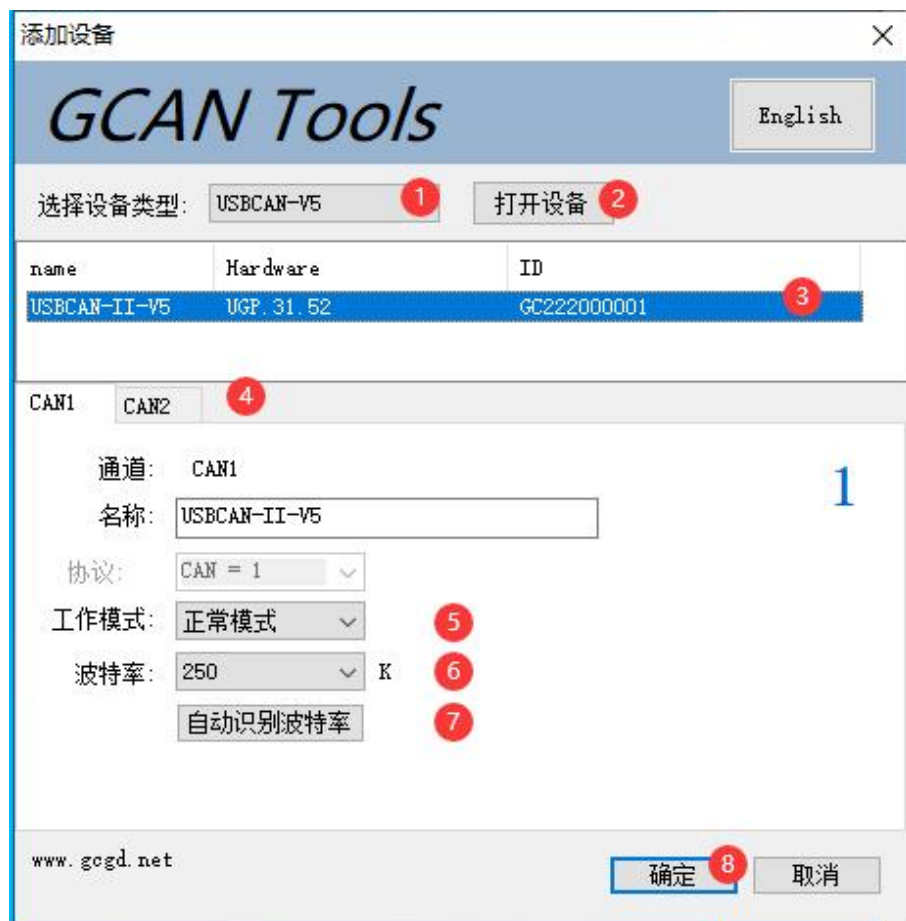 添加设备
GCAN Tools
English
选择设备类型: USBCAN-V5 1 打开设备 2
name Hardware ID
USBCAN-II-V5 UGP.31.52 GC222000001 3
CAN1 CAN2 4
通道: CAN1
1
名称: USBCAN-II-V5
协议: CAN = 1
工作模式: 正常模式 5
波特率: 250 K 6
自动识别波特率 7
www.gcgd.net
确定 8 取消